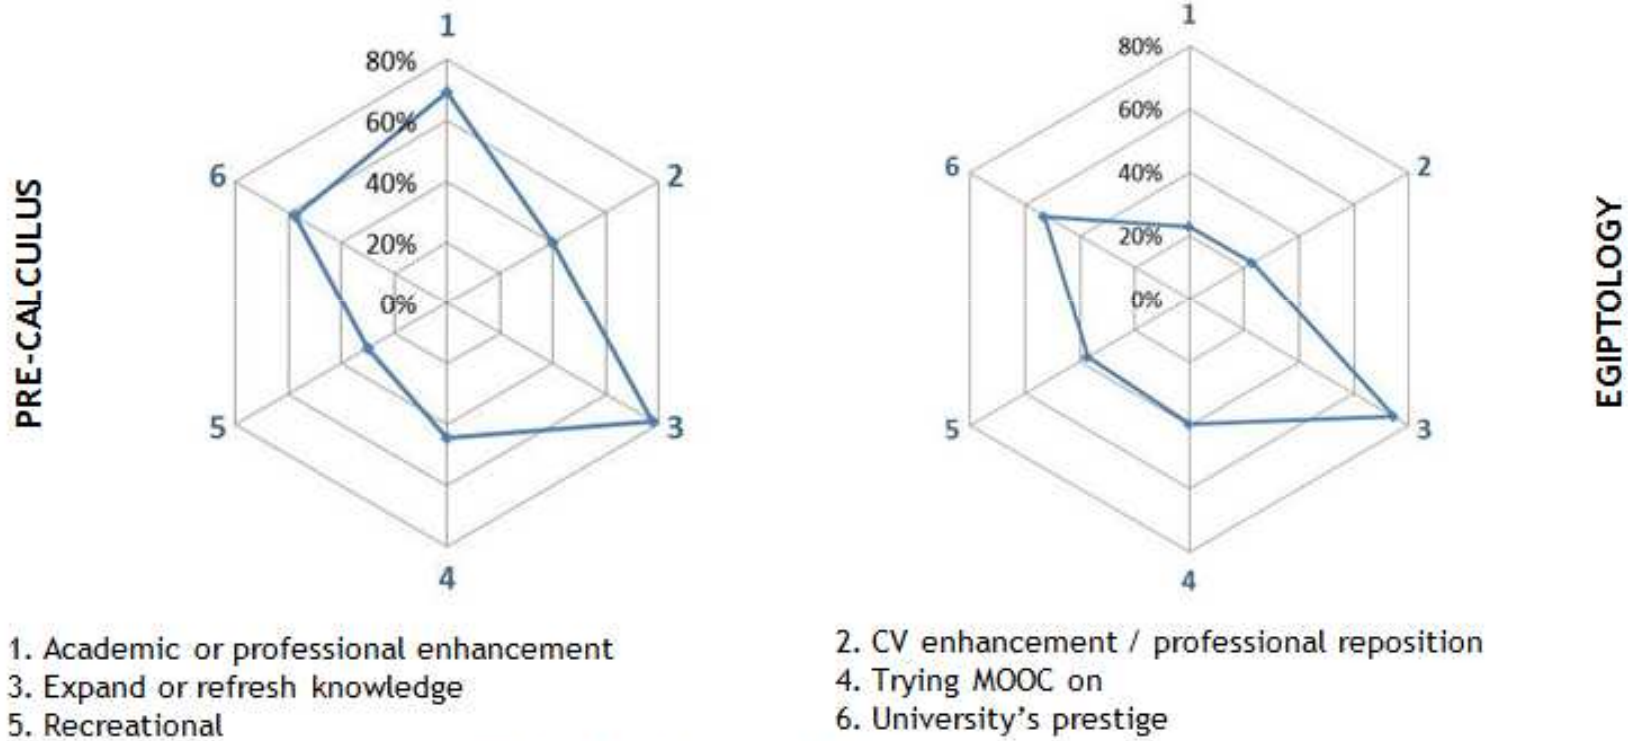 PRE-CALCULUS
1
80%
60%
40%
20%
0%
2
3
4
5
6
1
80%
60%
40%
20%
0%
2
3
4
5
6
EGIPTOLOGY
1. Academic or professional enhancement
2. CV enhancement / professional reposition
3. Expand or refresh knowledge
4. Trying MOOC on
5. Recreational
6. University's prestige